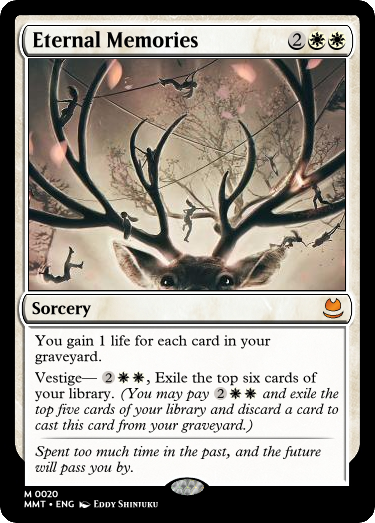 Eternal Memories 2
Sorcery
You gain 1 life for each card in your
graveyard.
Vestige— 2, Exile the top six cards of
your library. (You may pay 2 and exile the
top five cards of your library and discard a card to
cast this card from your graveyard.)
Spent too much time in the past, and the future
will pass you by.
M 0020
MMT • ENG Eddy Shinjuku